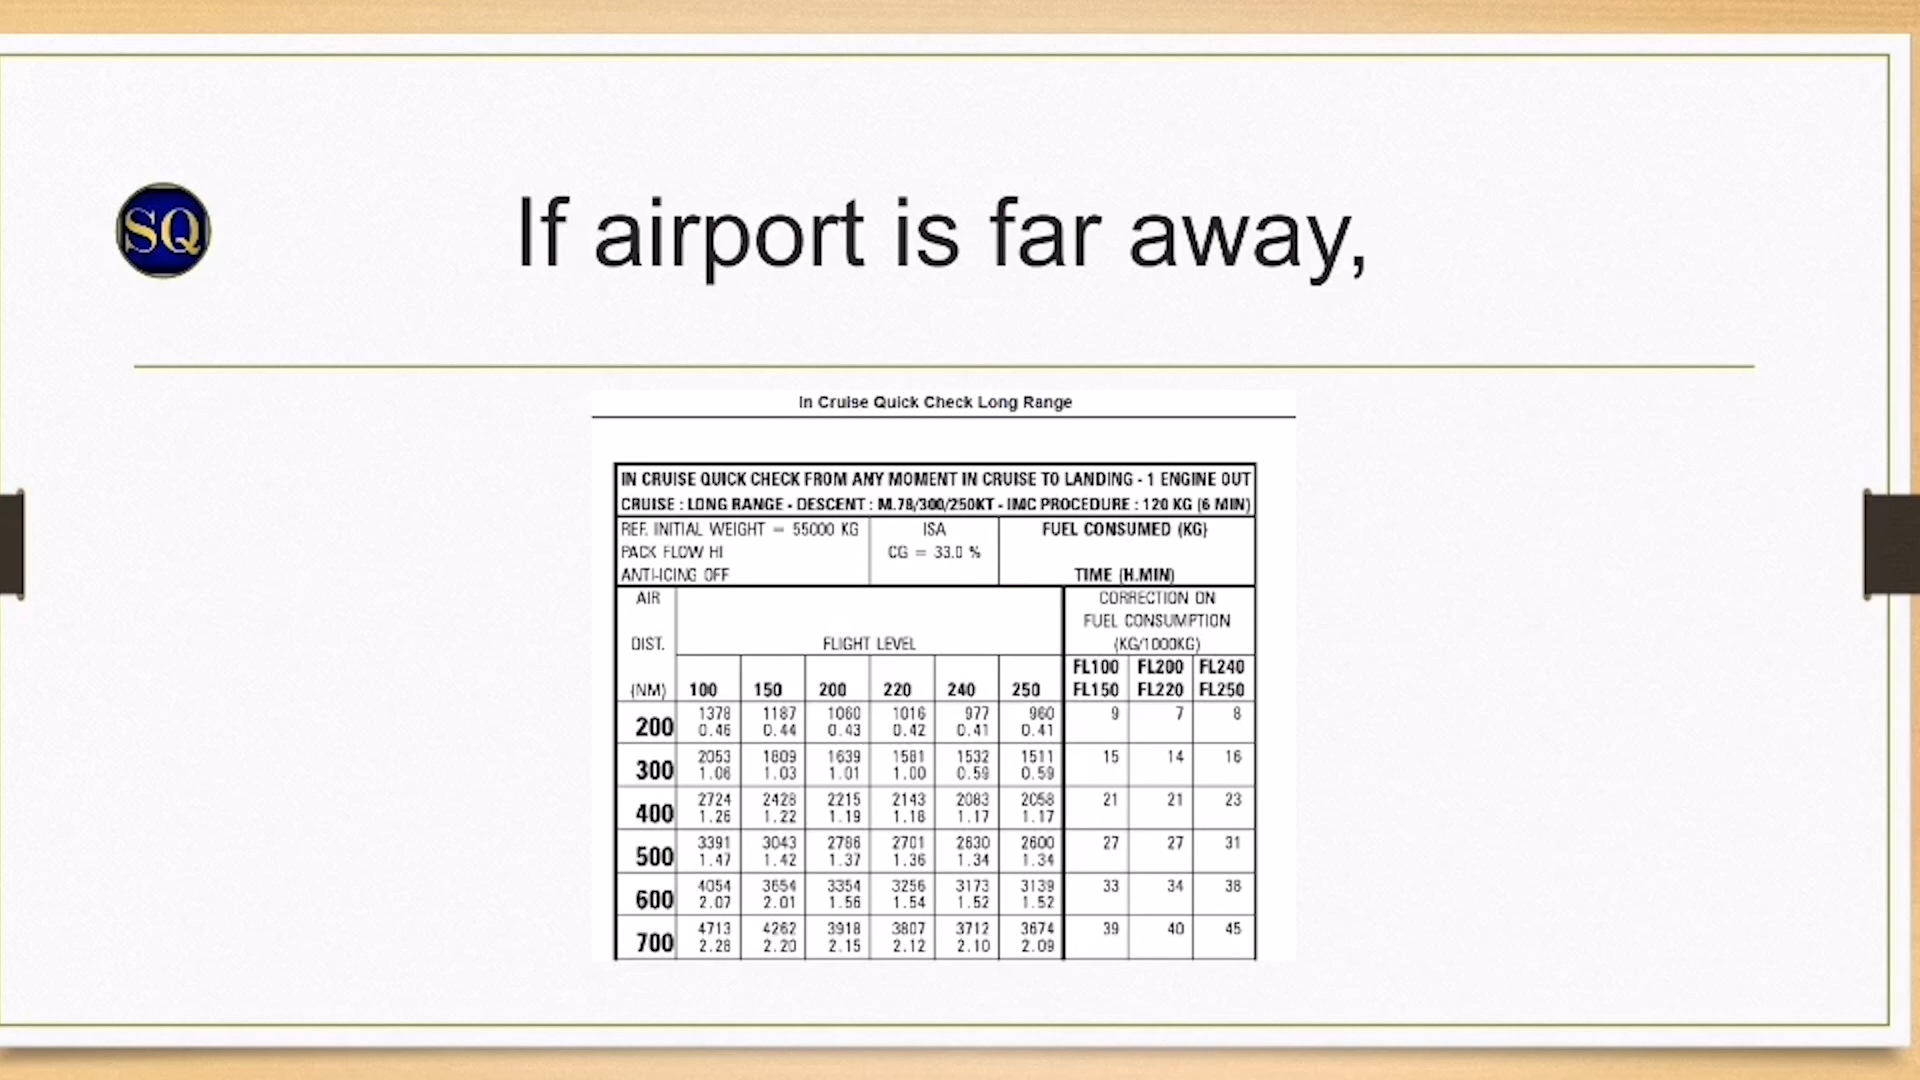 SQ
If airport is far away,
In Cruise Quick Check Long Range
IN CRUISE QUICK CHECK FROM ANY MOMENT IN CRUISE TO LANDING - 1 ENGINE OUT
CRUISE : LONG RANGE - DESCENT : M.78/300/250KT - IMC PROCEDURE : 120 KG (6 MIN)
REF. INITIAL WEIGHT = 55000 KG ISA FUEL CONSUMED (KG)
PACK FLOW HI CG = 33.0 %
ANTI-ICING OFF TIME (H.MIN)
AIR CORRECTION ON
FUEL CONSUMPTION
DIST. FLIGHT LEVEL (KG/1000KG)
FL100 FL200 FL240
(NM) 100 150 200 220 240 250 FL150 FL220 FL250
200 1378 1187 1060 1016 977 960 9 7 8
0.46 0.44 0.43 0.42 0.41 0.41
300 2053 1809 1639 1581 1532 1511 15 14 16
1.06 1.03 1.01 1.00 0.59 0.59
400 2724 2428 2215 2143 2083 2058 21 21 23
1.26 1.22 1.19 1.18 1.17 1.17
500 3391 3043 2786 2701 2630 2600 27 27 31
1.47 1.42 1.37 1.36 1.34 1.34
600 4054 3654 3354 3256 3173 3139 33 34 38
2.07 2.01 1.56 1.54 1.52 1.52
700 4713 4262 3918 3807 3712 3674 39 40 45
2.28 2.20 2.15 2.12 2.10 2.09